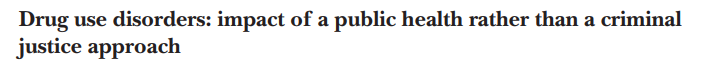 Drug use disorders: impact of a public health rather than a criminal
justice approach